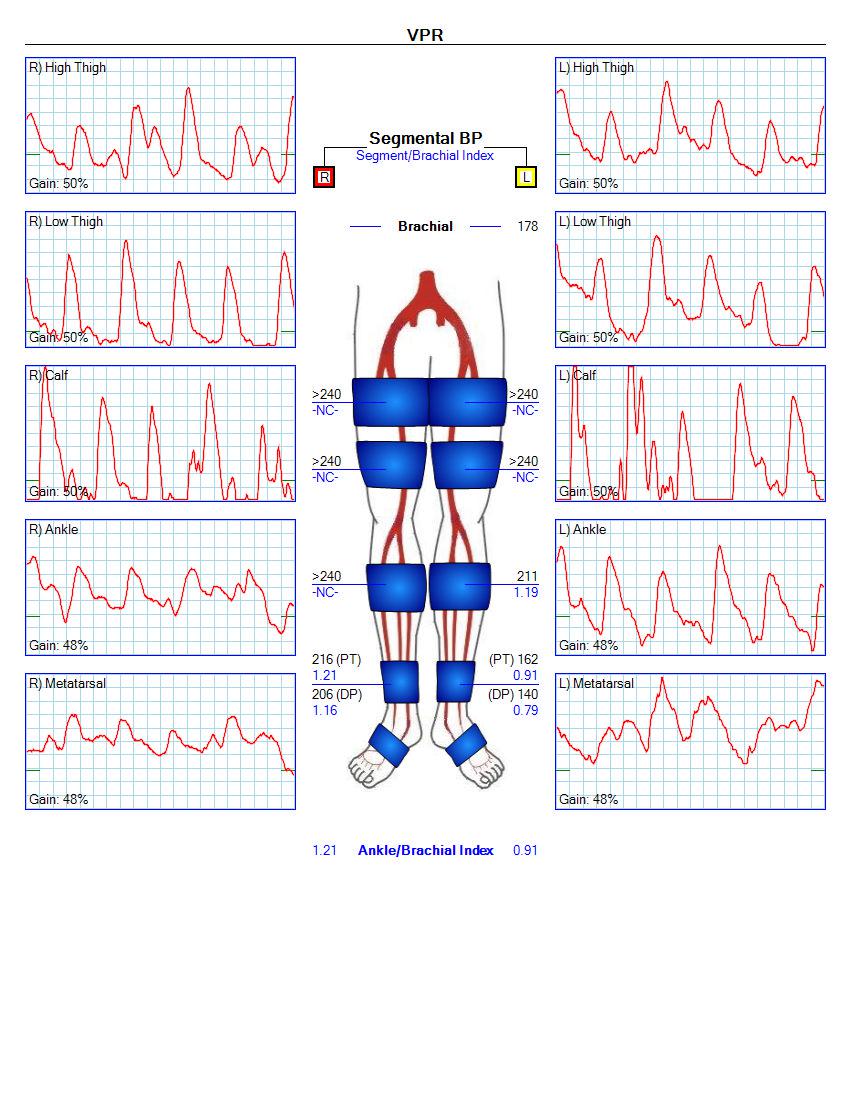 VPR
R) High Thigh
Gain: 50%
L) High Thigh
Gain: 50%
Segmental BP
Segment/Brachial Index
R
L
Brachial 178
R) Low Thigh
Gain: 50%
L) Low Thigh
Gain: 50%
R) Calf
Gain: 50%
L) Calf
Gain: 50%
>240 >240
-NC- -NC-
>240 >240
-NC- -NC-
R) Ankle
Gain: 48%
L) Ankle
Gain: 48%
>240 211
-NC- 1.19
216 (PT) (PT) 162
1.21 0.91
206 (DP) (DP) 140
1.16 0.79
R) Metatarsal
Gain: 48%
L) Metatarsal
Gain: 48%
1.21 Ankle/Brachial Index 0.91